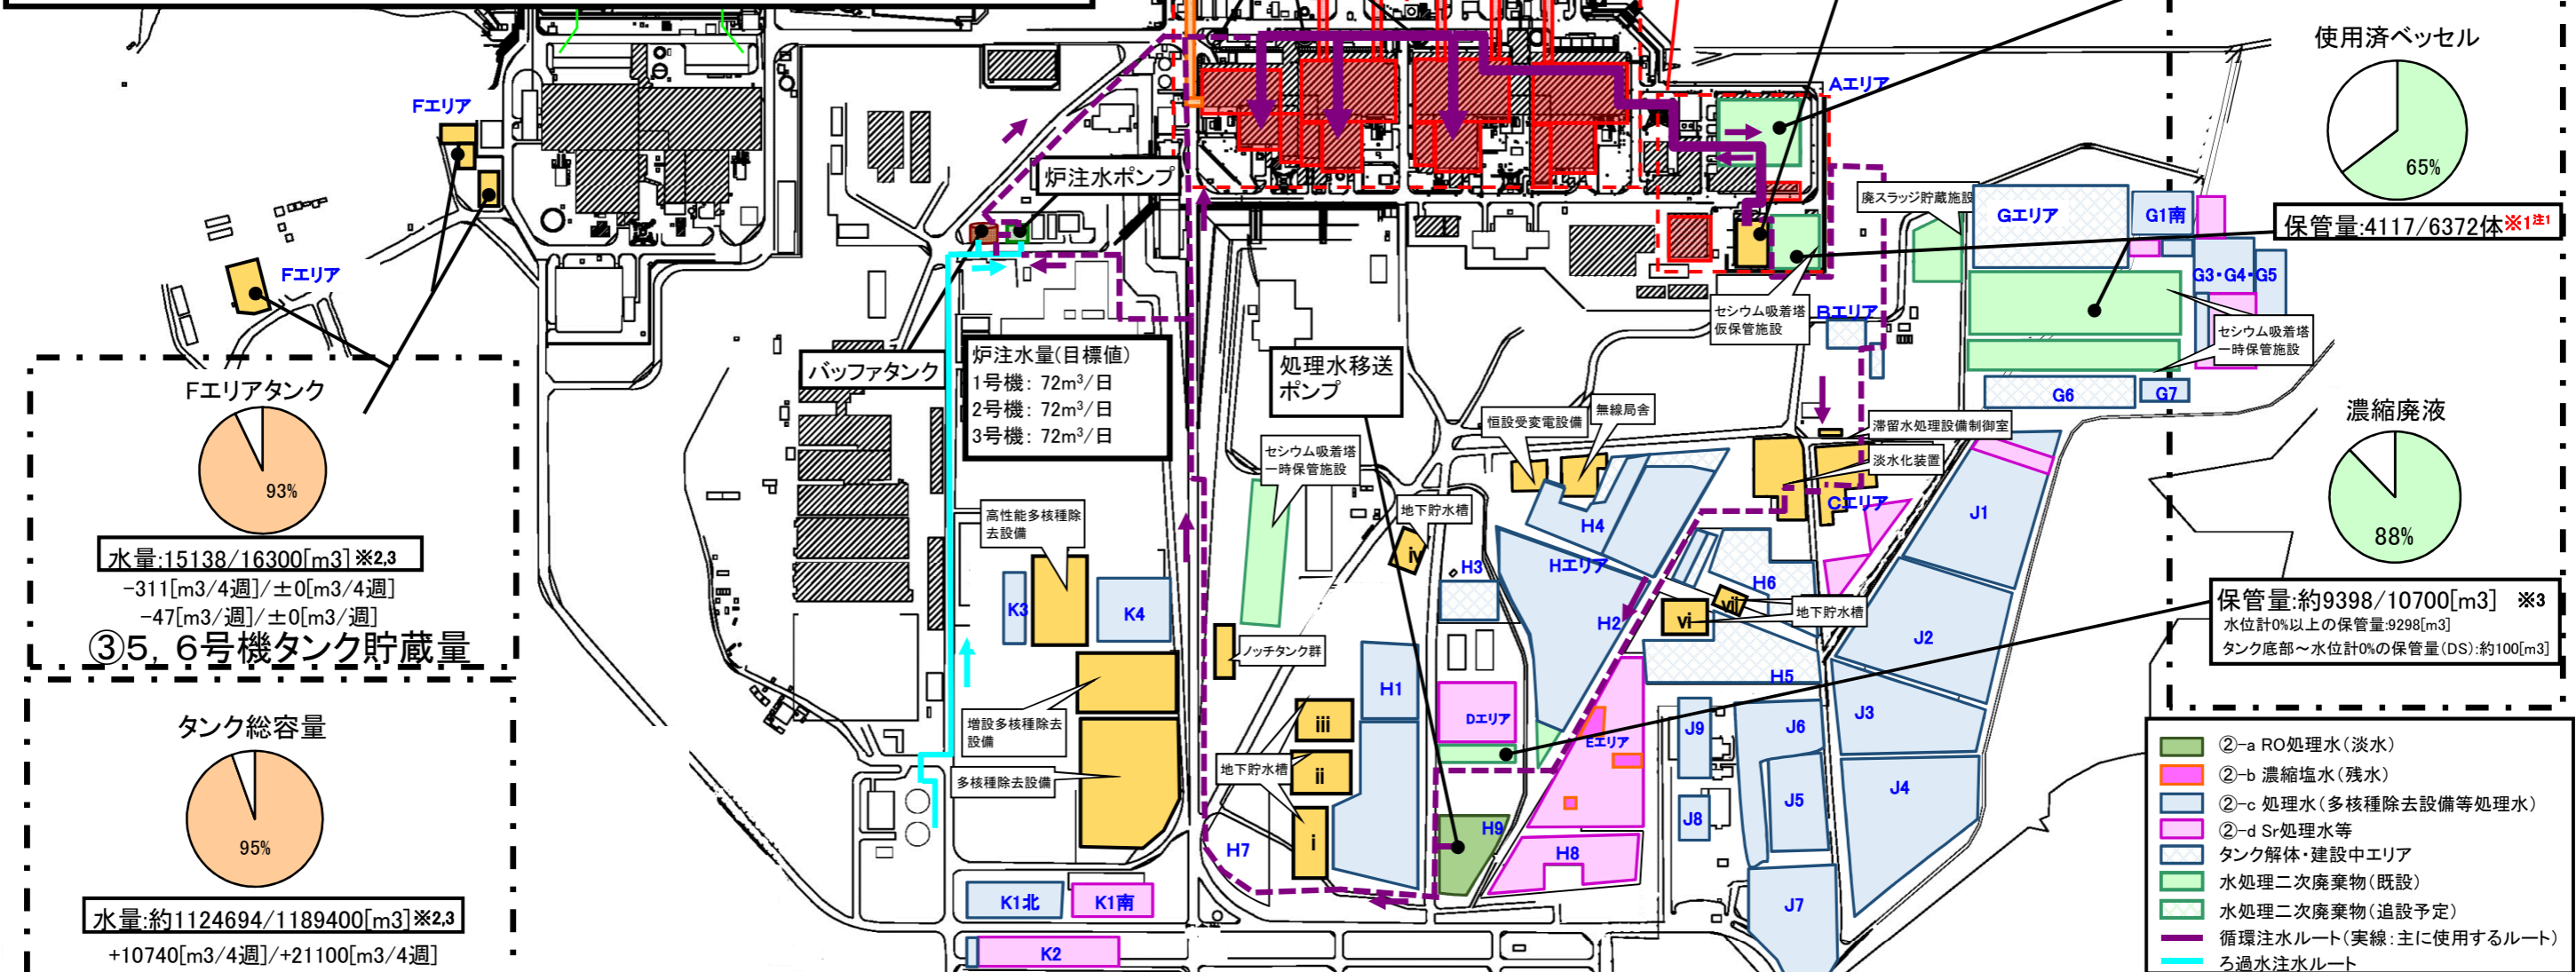 使用済ベッセル
65%
保管量:4117/6372体※1注1
Aエリア
Fエリア
炉注水ポンプ
廃スラッジ貯蔵施設
Gエリア
G1南
G3・G4・G5
Fエリア
セシウム吸着塔
仮保管施設
Bエリア
セシウム吸着塔
一時保管施設
G6
G7
バッファタンク
炉注水量(目標値)
1号機: 72m³/日
2号機: 72m³/日
3号機: 72m³/日
処理水移送
ポンプ
Fエリアタンク
93%
水量:15138/16300[m3]※2,3
-311[m3/4週]/±0[m3/4週]
-47[m3/週]/±0[m3/週]
③5, 6号機タンク貯蔵量
恒設受変電設備
無線局舎
滞留水処理設備制御室
淡水化装置
Cエリア
濃縮廃液
88%
保管量:約9398/10700[m3] ※3
水位計0%以上の保管量:9298[m3]
タンク底部～水位計0%の保管量(DS):約100[m3]
セシウム吸着塔
一時保管施設
高性能多核種除
去設備
地下貯水槽
iv
H3
H4
Hエリア
H6
J1
K3
K4
H2
vi
vii
地下貯水槽
J2
ノッチタンク群
H5
H1
Dエリア
Eエリア
J9
J6
J3
増設多核種除去
設備
多核種除去設備
地下貯水槽
iii
ii
i
J5
J4
J8
H7
H9
H8
K1北
K1南
K2
J7
タンク総容量
95%
水量:約1124694/1189400[m3]※2,3
+10740[m3/4週]/+21100[m3/4週]
②-a RO処理水(淡水)
②-b 濃縮塩水(残水)
②-c 処理水(多核種除去設備等処理水)
②-d Sr処理水等
タンク解体・建設中エリア
水処理二次廃棄物(既設)
水処理二次廃棄物(追設予定)
循環注水ルート(実線:主に使用するルート)
ろ過水注水ルート